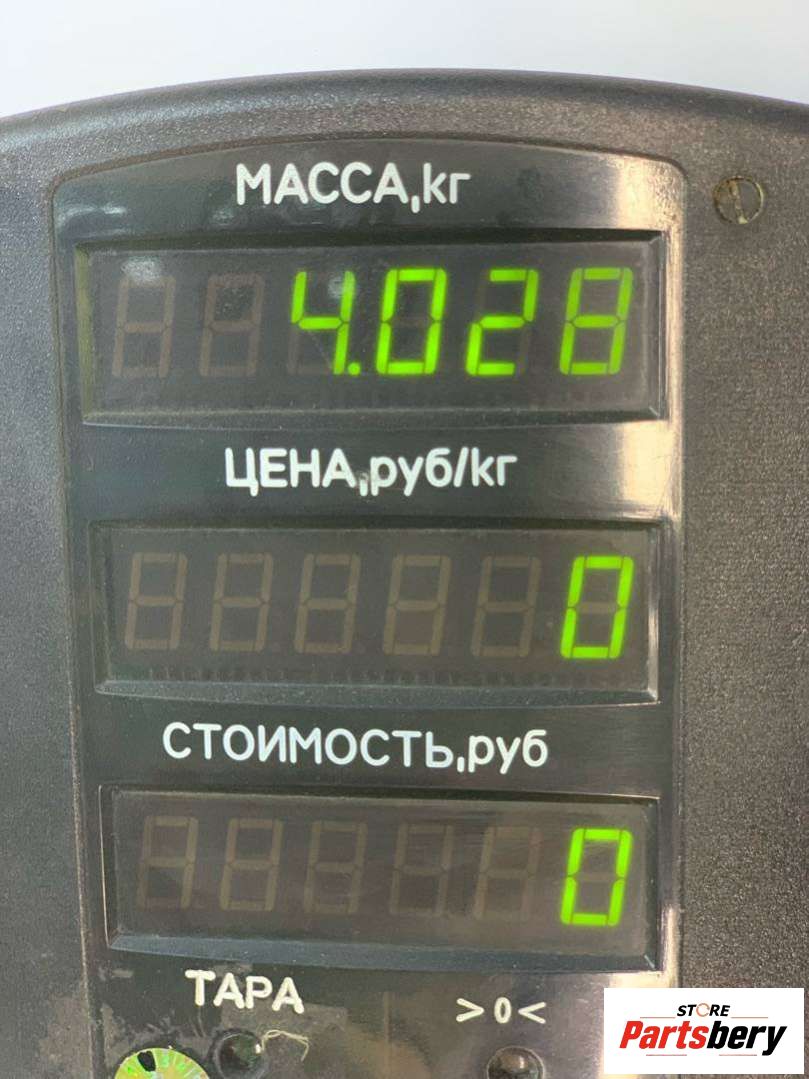 МАССА,кг
4.028
ЦЕНА,руб/кг
0
СТОИМОСТЬ,руб
0
ТАРА
>0<
STORE
Partsbery